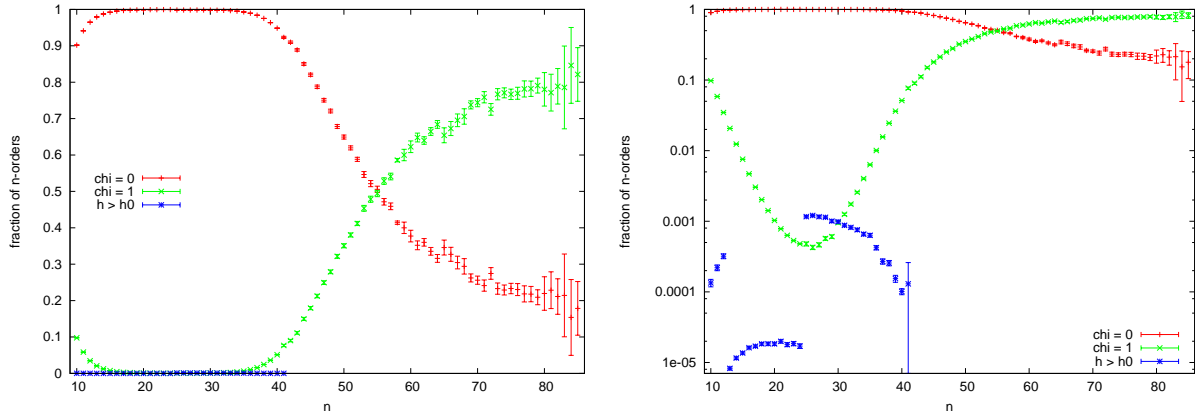 1
0.9
0.8
0.7
0.6
0.5
0.4
0.3
0.2
0.1
0
fraction of n-orders
chi = 0
chi = 1
h > h0
10 20 30 40 50 60 70 80
n
1
0.1
0.01
0.001
0.0001
1e-05
fraction of n-orders
chi = 0
chi = 1
h > h0
10 20 30 40 50 60 70 80
n